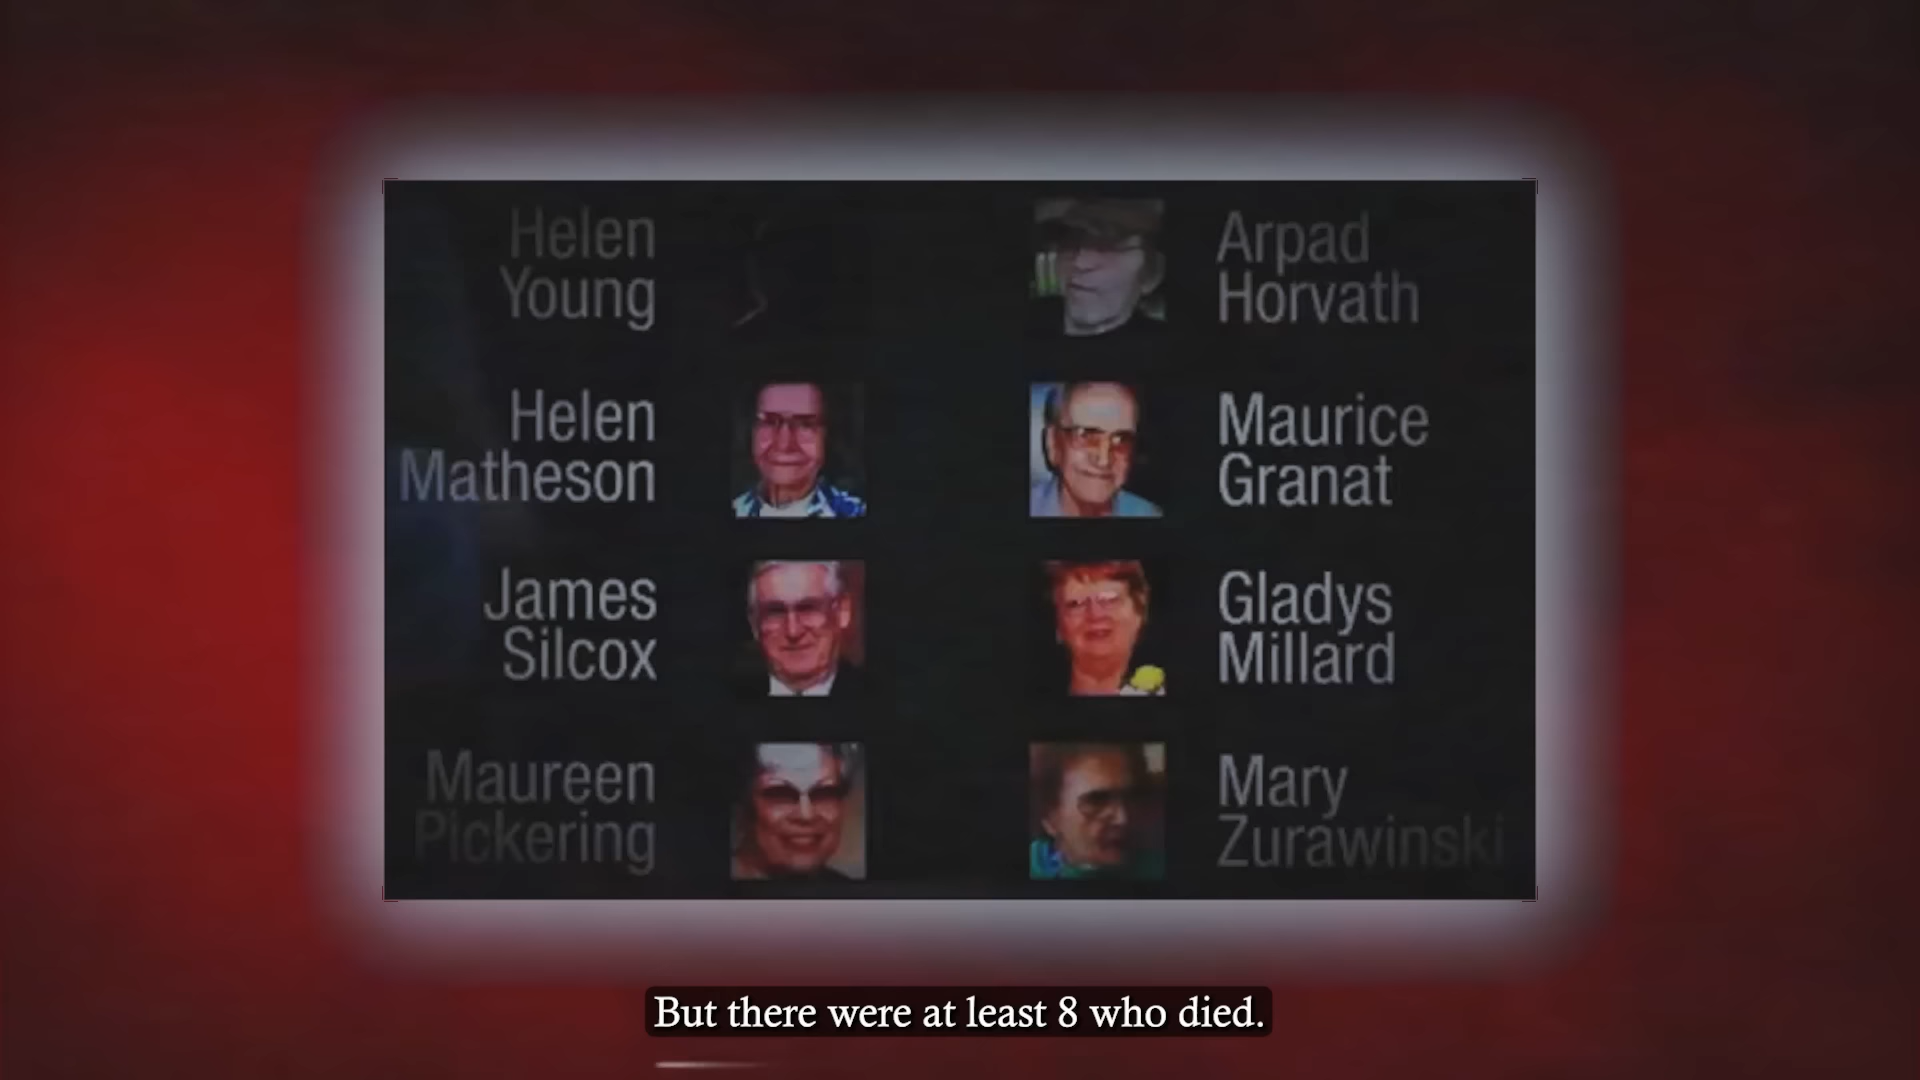 Helen
Young
Arpad
Horvath
Helen
Matheson
Maurice
Granat
James
Silcox
Gladys
Millard
Maureen
Pickering
Mary
Zurawinski
But there were at least 8 who died.